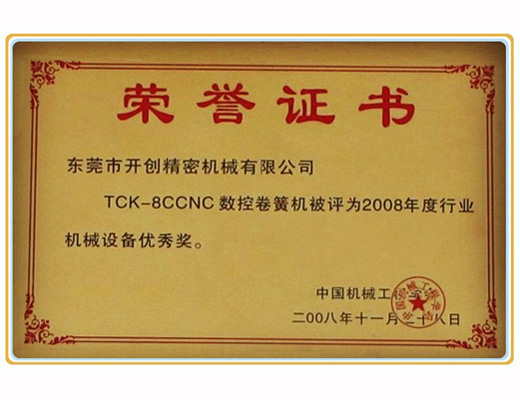 荣誉证书
东莞市开创精密机械有限公司
TCK-8CCNC数控卷簧机被评为2008年度行业
机械设备优秀奖。
中国机械工
二00八年十一月二十八日